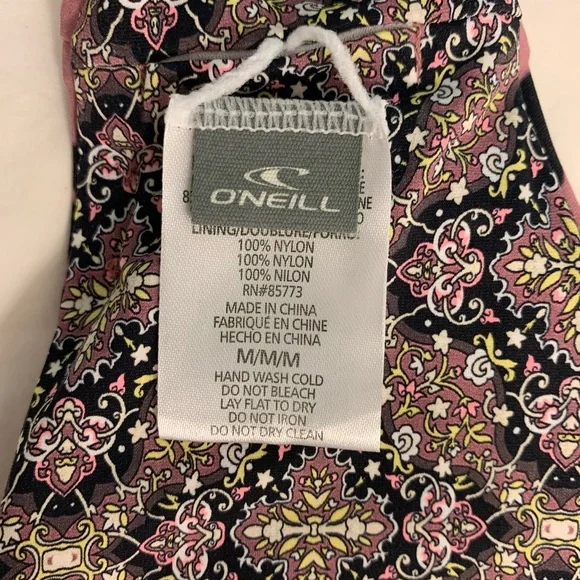 O'NEILL
LINING/DOUBLURE/FORRO:
100% NYLON
100% NYLON
100% NILON
RN#85773
MADE IN CHINA
FABRIQUÉ EN CHINE
HECHO EN CHINA
M/M/M
HAND WASH COLD
DO NOT BLEACH
LAY FLAT TO DRY
DO NOT IRON
DO NOT DRY CLEAN